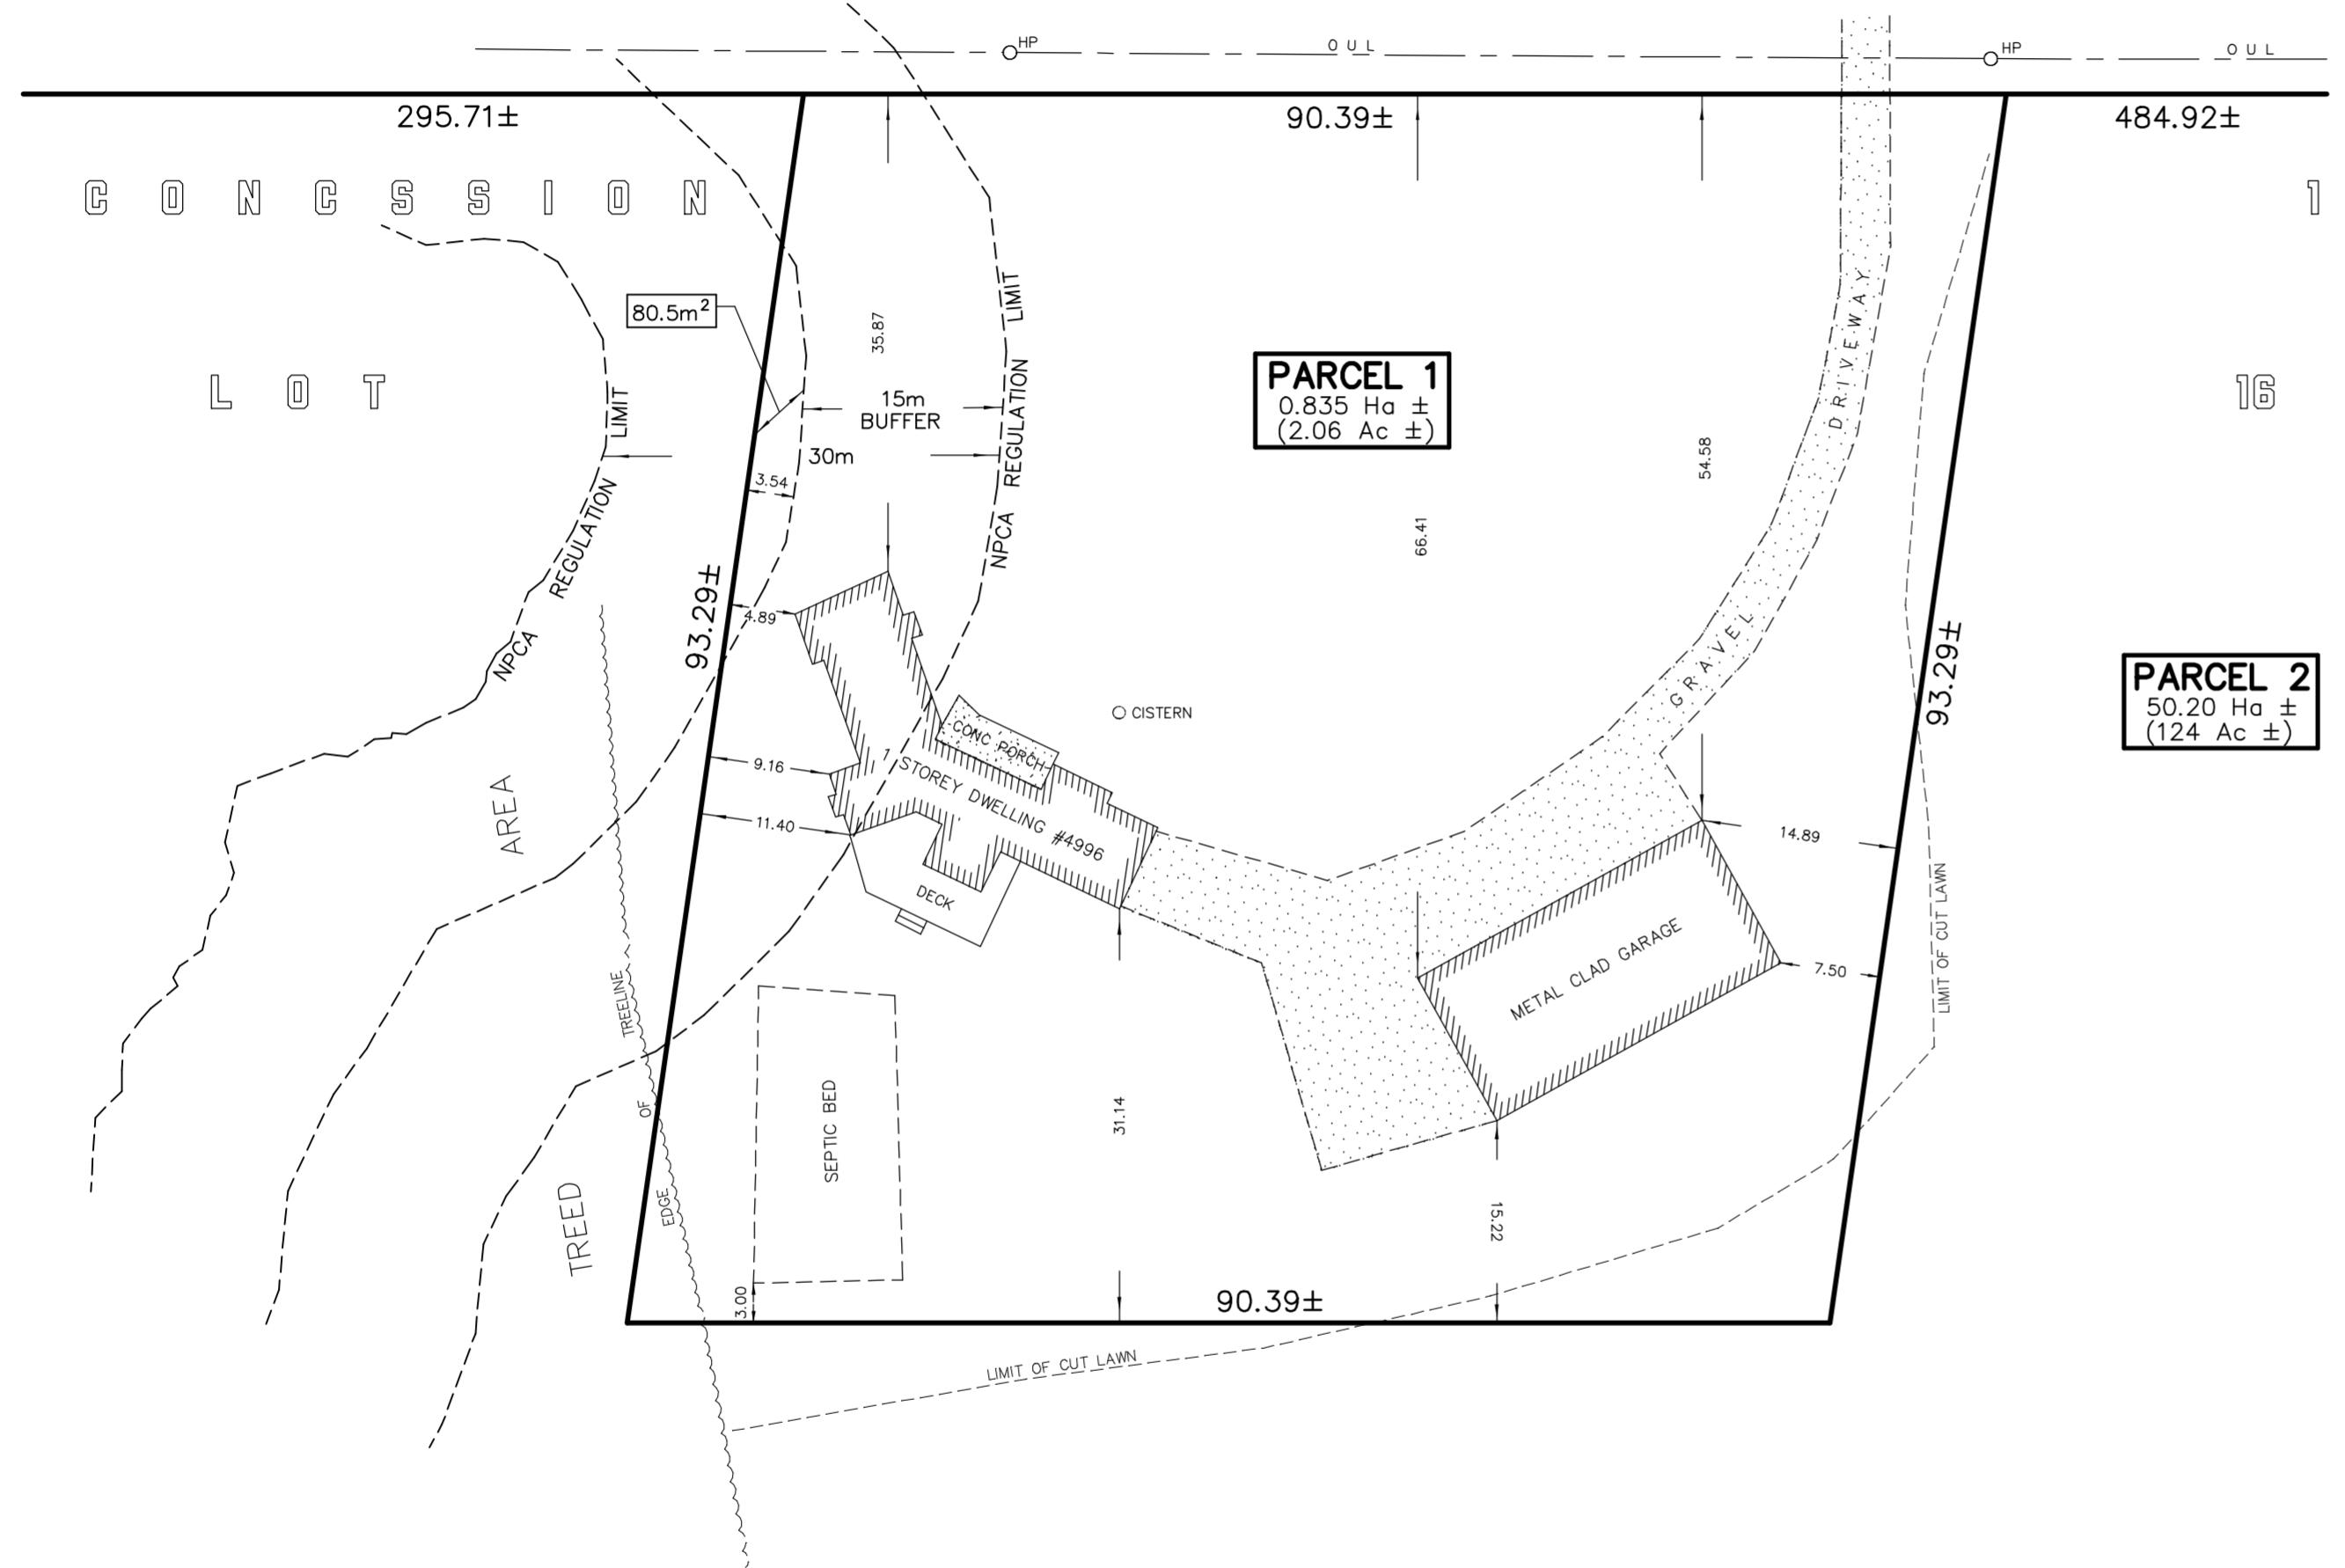 HP
O U L
HP
O U L
295.71±
90.39±
484.92±
C O N C S S I O N
1
80.5m²
35.87
NPCA REGULATION LIMIT
PARCEL 1
0.835 Ha ±
(2.06 Ac ±)
L O T
16
15m
BUFFER
30m
3.54
NPCA REGULATION LIMIT
54.58
66.41
GRAVEL DRIVEWAY
93.29±
4.89
93.29±
PARCEL 2
50.20 Ha ±
(124 Ac ±)
CISTERN
CONC PORCH
9.16
1 STOREY DWELLING #4996
11.40
14.89
DECK
METAL CLAD GARAGE
7.50
LIMIT OF CUT LAWN
TREED AREA
EDGE OF TREELINE
SEPTIC BED
31.14
15.22
3.00
90.39±
LIMIT OF CUT LAWN